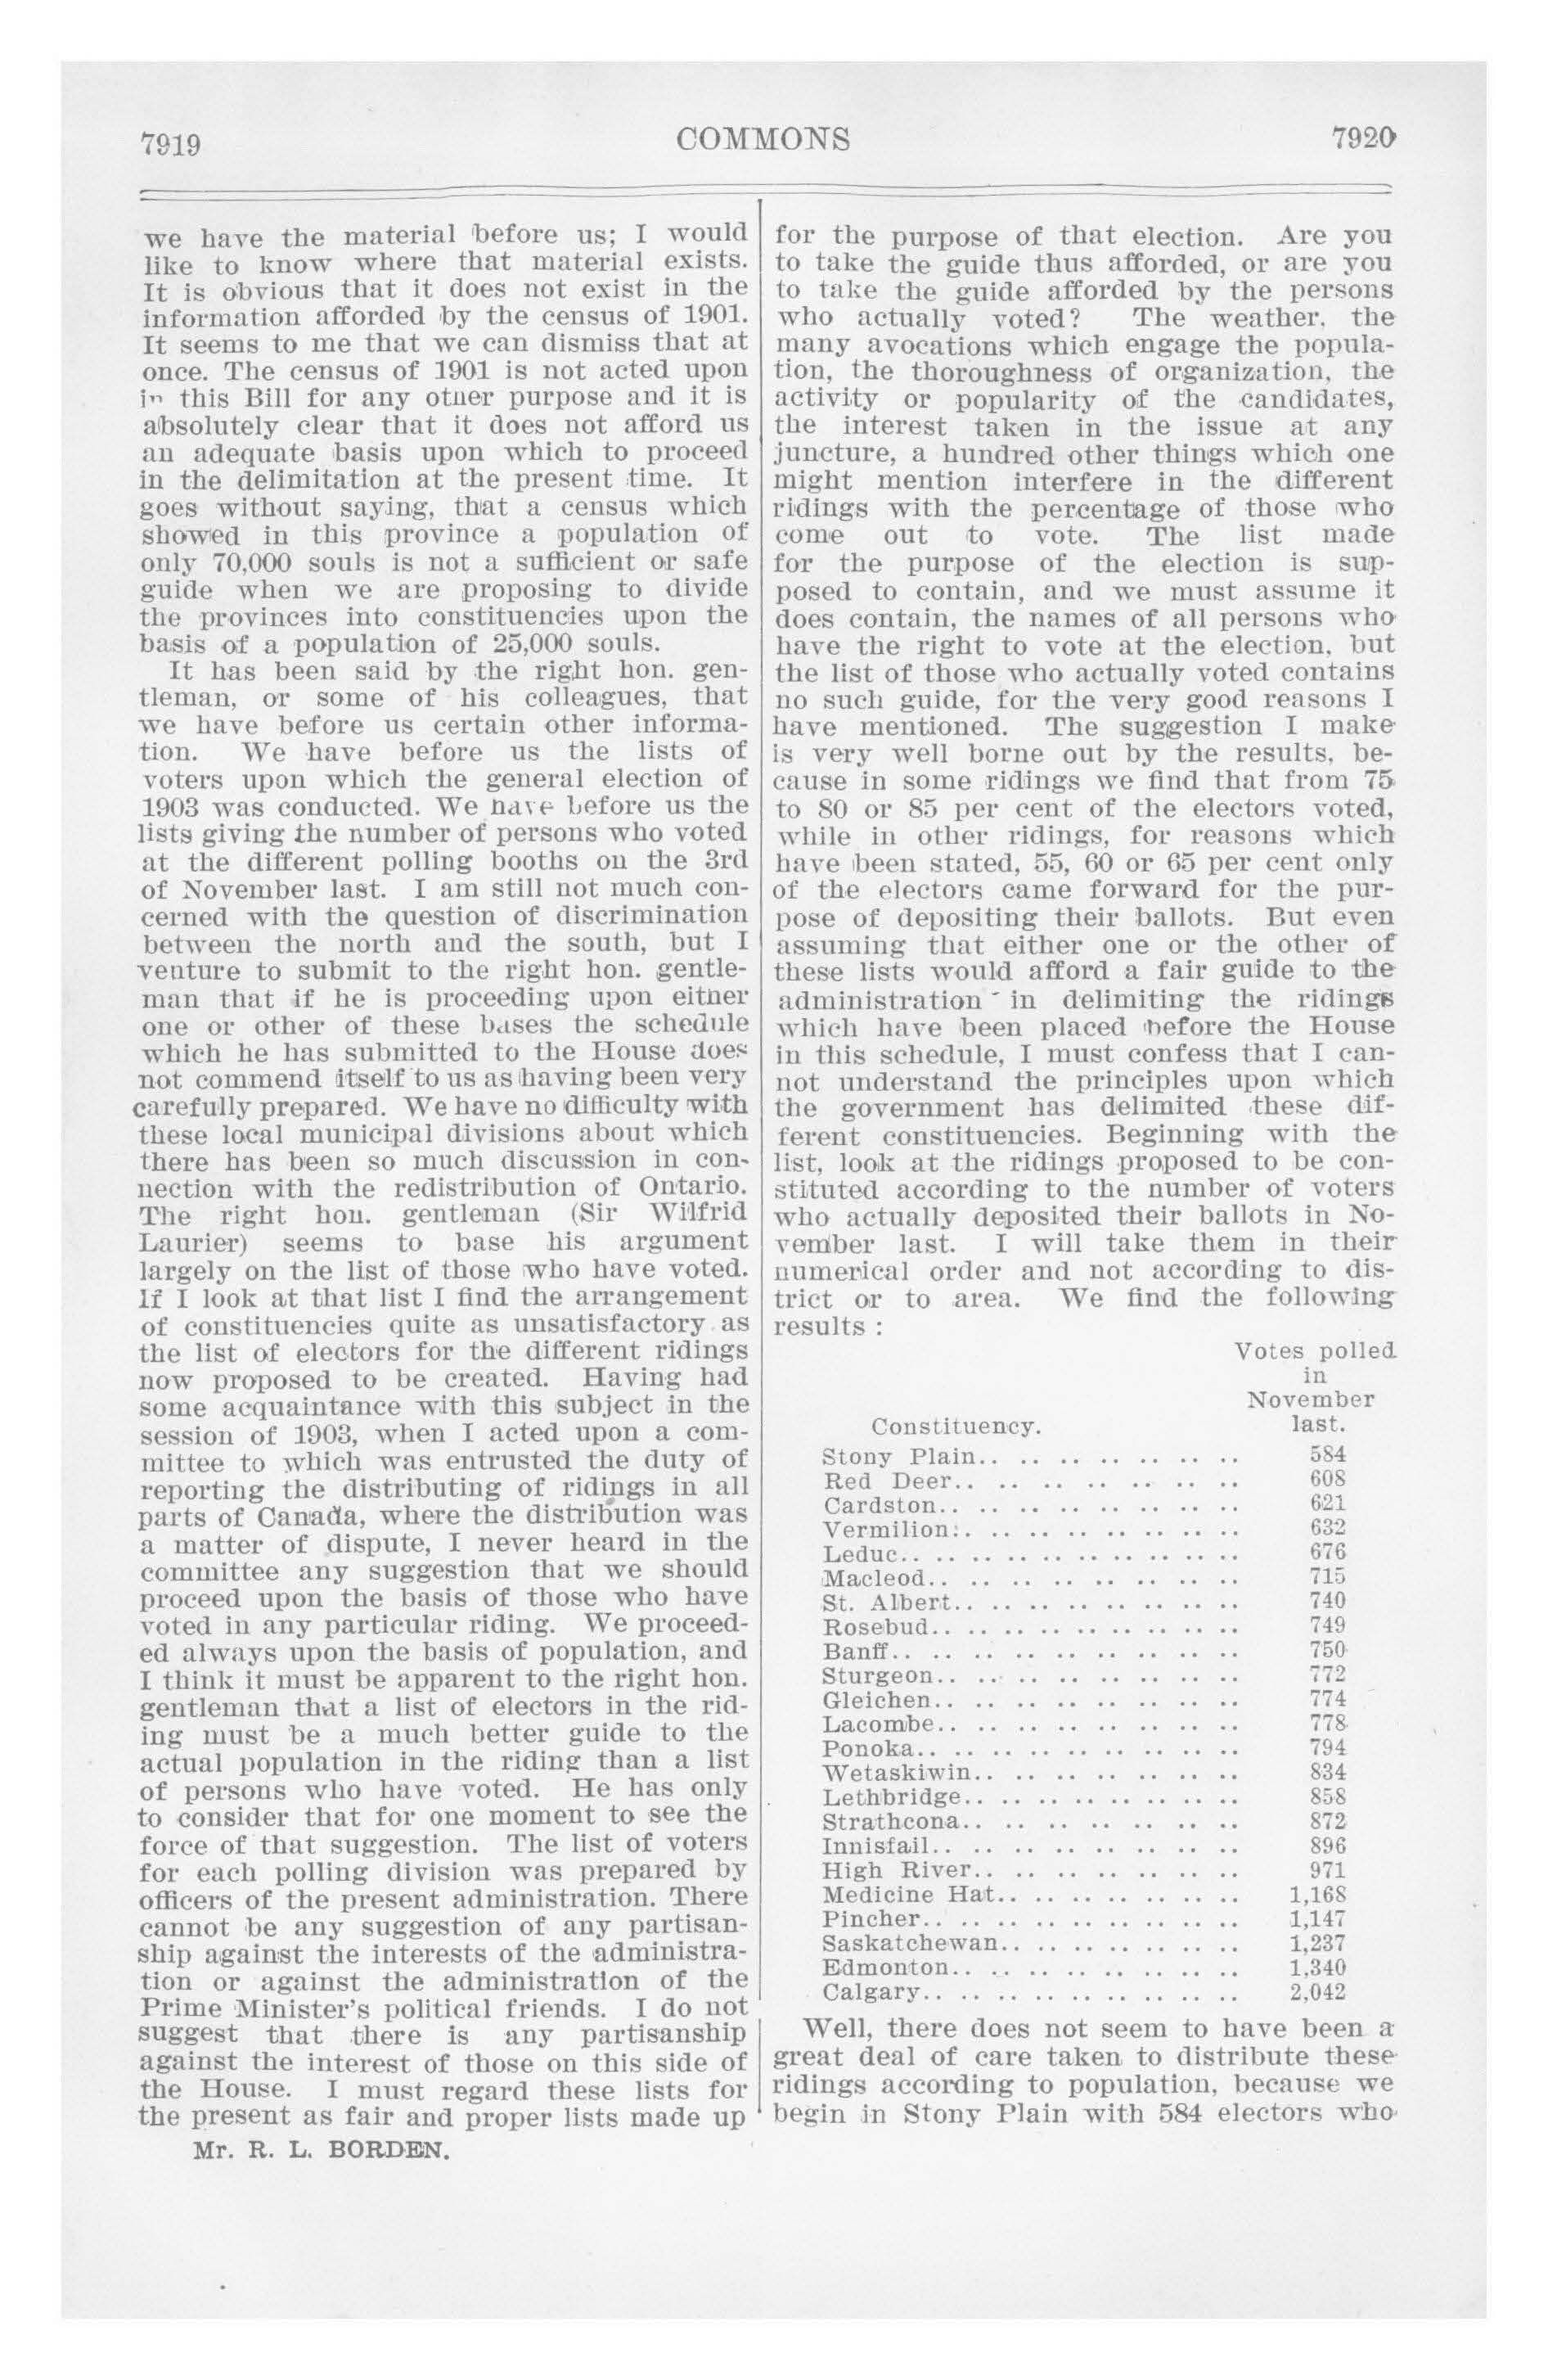 7919
COMMONS
7920
we have the material before us; I would
like to know where that material exists.
It is obvious that it does not exist in the
information afforded by the census of 1901.
It seems to me that we can dismiss that at
once. The census of 1901 is not acted upon
in this Bill for any other purpose and it is
absolutely clear that it does not afford us
an adequate basis upon which to proceed
in the delimitation at the present time. It
goes without saying, that a census which
showed in this province a population of
only 70,000 souls is not a sufficient or safe
guide when we are proposing to divide
the provinces into constituencies upon the
basis of a population of 25,000 souls.
It has been said by the right hon. gen-
tleman, or some of his colleagues, that
we have before us certain other informa-
tion. We have before us the lists of
voters upon which the general election of
1903 was conducted. We have before us the
lists giving the number of persons who voted
at the different polling booths on the 3rd
of November last. I am still not much con-
cerned with the question of discrimination
between the north and the south, but I
venture to submit to the right hon. gentle-
man that if he is proceeding upon either
one or other of these bases the schedule
which he has submitted to the House does
not commend itself to us as having been very
carefully prepared. We have no difficulty with
these local municipal divisions about which
there has been so much discussion in con-
nection with the redistribution of Ontario.
The right hon. gentleman (Sir Wilfrid
Laurier) seems to base his argument
largely on the list of those who have voted.
If I look at that list I find the arrangement
of constituencies quite as unsatisfactory as
the list of electors for the different ridings
now proposed to be created. Having had
some acquaintance with this subject in the
session of 1903, when I acted upon a com-
mittee to which was entrusted the duty of
reporting the distributing of ridings in all
parts of Canada, where the distribution was
a matter of dispute, I never heard in the
committee any suggestion that we should
proceed upon the basis of those who have
voted in any particular riding. We proceed-
ed always upon the basis of population, and
I think it must be apparent to the right hon.
gentleman that a list of electors in the rid-
ing must be a much better guide to the
actual population in the riding than a list
of persons who have voted. He has only
to consider that for one moment to see the
force of that suggestion. The list of voters
for each polling division was prepared by
officers of the present administration. There
cannot be any suggestion of any partisan-
ship against the interests of the administra-
tion or against the administration of the
Prime Minister's political friends. I do not
suggest that there is any partisanship
against the interest of those on this side of
the House. I must regard these lists for
the present as fair and proper lists made up
Mr. R. L. BORDEN.
for the purpose of that election. Are you
to take the guide thus afforded, or are you
to take the guide afforded by the persons
who actually voted? The weather, the
many avocations which engage the popula-
tion, the thoroughness of organization, the
activity or popularity of the candidates,
the interest taken in the issue at any
juncture, a hundred other things which one
might mention interfere in the different
ridings with the percentage of those who
come out to vote. The list made
for the purpose of the election is sup-
posed to contain, and we must assume it
does contain, the names of all persons who
have the right to vote at the election, but
the list of those who actually voted contains
no such guide, for the very good reasons I
have mentioned. The suggestion I make
is very well borne out by the results, be-
cause in some ridings we find that from 75
to 80 or 85 per cent of the electors voted,
while in other ridings, for reasons which
have been stated, 55, 60 or 65 per cent only
of the electors came forward for the pur-
pose of depositing their ballots. But even
assuming that either one or the other of
these lists would afford a fair guide to the
administration in delimiting the ridings
which have been placed before the House
in this schedule, I must confess that I can-
not understand the principles upon which
the government has delimited these dif-
ferent constituencies. Beginning with the
list, look at the ridings proposed to be con-
stituted according to the number of voters
who actually deposited their ballots in No-
vember last. I will take them in their
numerical order and not according to dis-
trict or to area. We find the following
results :
Votes polled
in
November
Constituency. last.
Stony Plain.. .. .. .. .. .. .. 584
Red Deer.. .. .. .. .. .. .. .. 608
Cardston.. .. .. .. .. .. .. .. 621
Vermilion.. .. .. .. .. .. .. .. 632
Leduc.. .. .. .. .. .. .. .. .. 676
Macleod.. .. .. .. .. .. .. .. 715
St. Albert.. .. .. .. .. .. .. .. 740
Rosebud.. .. .. .. .. .. .. .. .. 749
Banff.. .. .. .. .. .. .. .. .. 750
Sturgeon.. .. .. .. .. .. .. .. 772
Gleichen.. .. .. .. .. .. .. .. 774
Lacombe.. .. .. .. .. .. .. .. 778
Ponoka.. .. .. .. .. .. .. .. .. 794
Wetaskiwin.. .. .. .. .. .. .. 834
Lethbridge.. .. .. .. .. .. .. .. 858
Strathcona.. .. .. .. .. .. .. 872
Innisfail.. .. .. .. .. .. .. .. 896
High River.. .. .. .. .. .. .. 971
Medicine Hat.. .. .. .. .. .. .. 1,168
Pincher.. .. .. .. .. .. .. .. .. 1,147
Saskatchewan.. .. .. .. .. .. .. 1,237
Edmonton.. .. .. .. .. .. .. .. 1,340
Calgary.. .. .. .. .. .. .. .. .. 2,042
Well, there does not seem to have been a
great deal of care taken to distribute these
ridings according to population, because we
begin in Stony Plain with 584 electors who